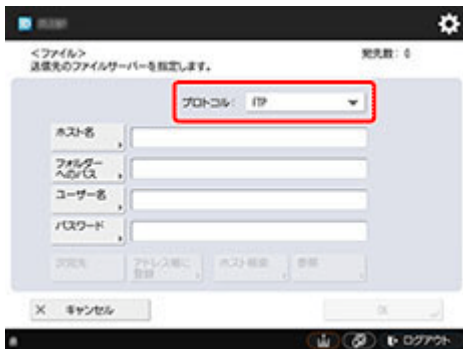 <ファイル>
送信先のファイルサーバーを指定します。
宛先数: 0
プロトコル: FTP
ホスト名
フォルダー
へのパス
ユーザー名
パスワード
次宛先
アドレス帳に
登録
ホスト検索
参照
× キャンセル
OK
ログアウト